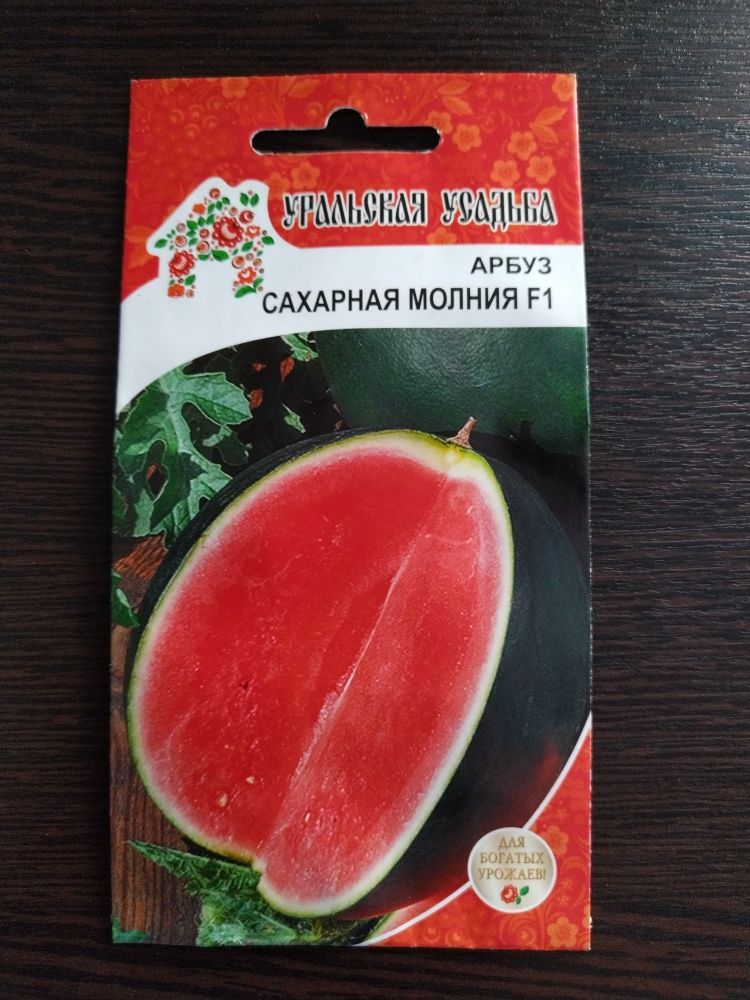 УРАЛЬСКАЯ УСАДЬБА
АРБУЗ
САХАРНАЯ МОЛНИЯ F1
ДЛЯ
БОГАТЫХ
УРОЖАЕВ!